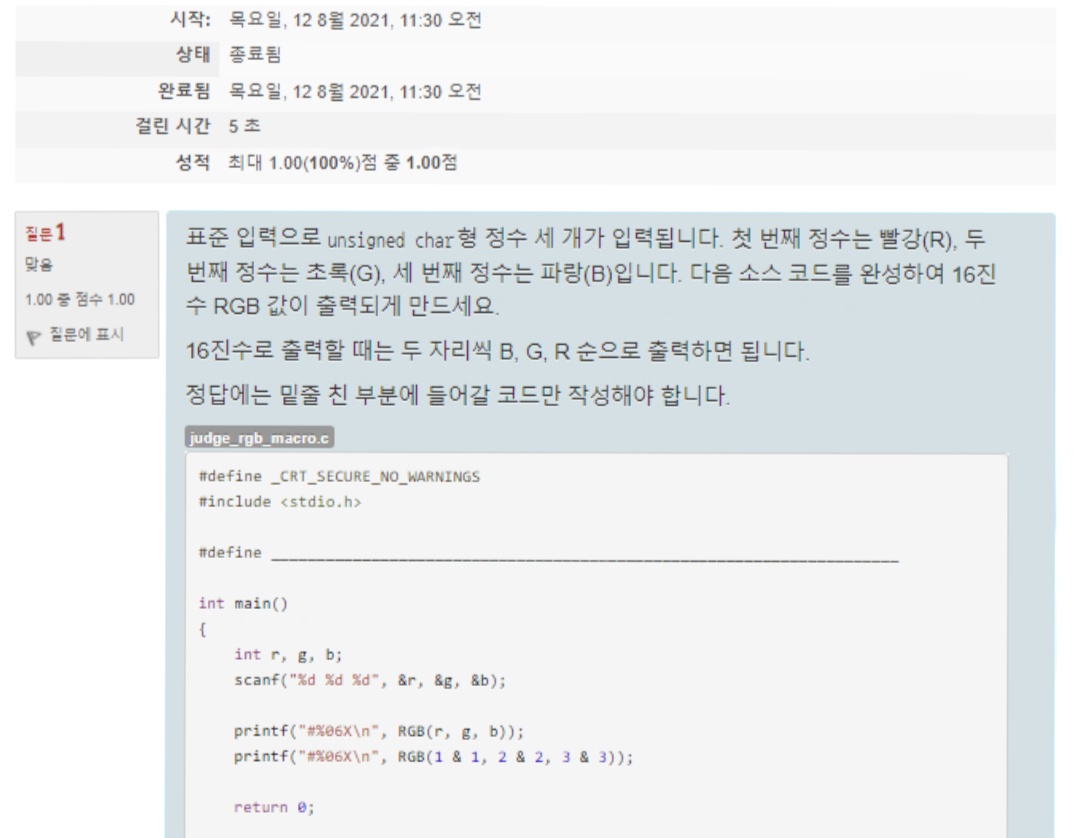 시작: 목요일, 12 8월 2021, 11:30 오전
상태 종료됨
완료됨 목요일, 12 8월 2021, 11:30 오전
걸린 시간 5 초
성적 최대 1.00(100%)점 중 1.00점
질문 1
맞음
1.00 중 점수 1.00
질문에 표시
표준 입력으로 unsigned char형 정수 세 개가 입력됩니다. 첫 번째 정수는 빨강(R), 두
번째 정수는 초록(G), 세 번째 정수는 파랑(B)입니다. 다음 소스 코드를 완성하여 16진
수 RGB 값이 출력되게 만드세요.
16진수로 출력할 때는 두 자리씩 B, G, R 순으로 출력하면 됩니다.
정답에는 밑줄 친 부분에 들어갈 코드만 작성해야 합니다.
judge_rgb_macro.c
#define _CRT_SECURE_NO_WARNINGS
#include <stdio.h>
#define ______________________________________________________________________
int main()
{
int r, g, b;
scanf("%d %d %d", &r, &g, &b);
printf("#%06X\n", RGB(r, g, b));
printf("#%06X\n", RGB(1 & 1, 2 & 2, 3 & 3));
return 0;